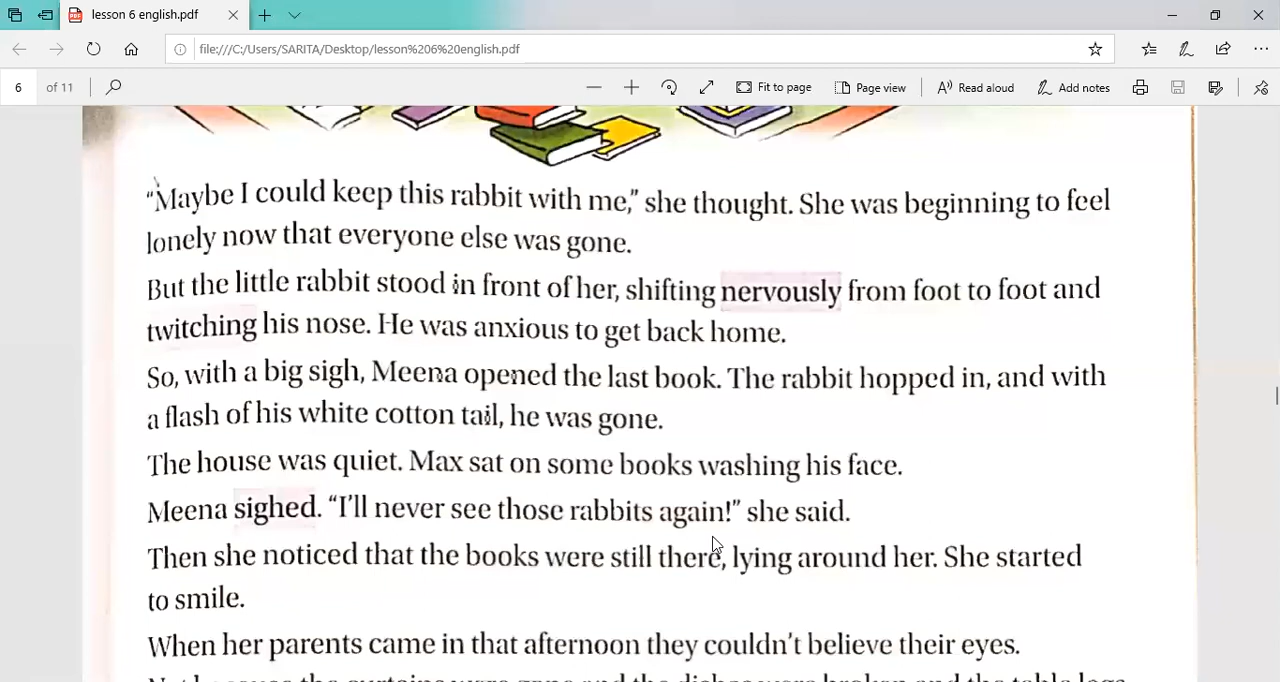 lesson 6 english.pdf
file:///C:/Users/SARITA/Desktop/lesson%206%20english.pdf
6 of 11 Fit to page Page view Read aloud Add notes
"Maybe I could keep this rabbit with me," she thought. She was beginning to feel
lonely now that everyone else was gone.
But the little rabbit stood in front of her, shifting nervously from foot to foot and
twitching his nose. He was anxious to get back home.
So, with a big sigh, Meena opened the last book. The rabbit hopped in, and with
a flash of his white cotton tail, he was gone.
The house was quiet. Max sat on some books washing his face.
Meena sighed. "I'll never see those rabbits again!" she said.
Then she noticed that the books were still there, lying around her. She started
to smile.
When her parents came in that afternoon they couldn't believe their eyes.